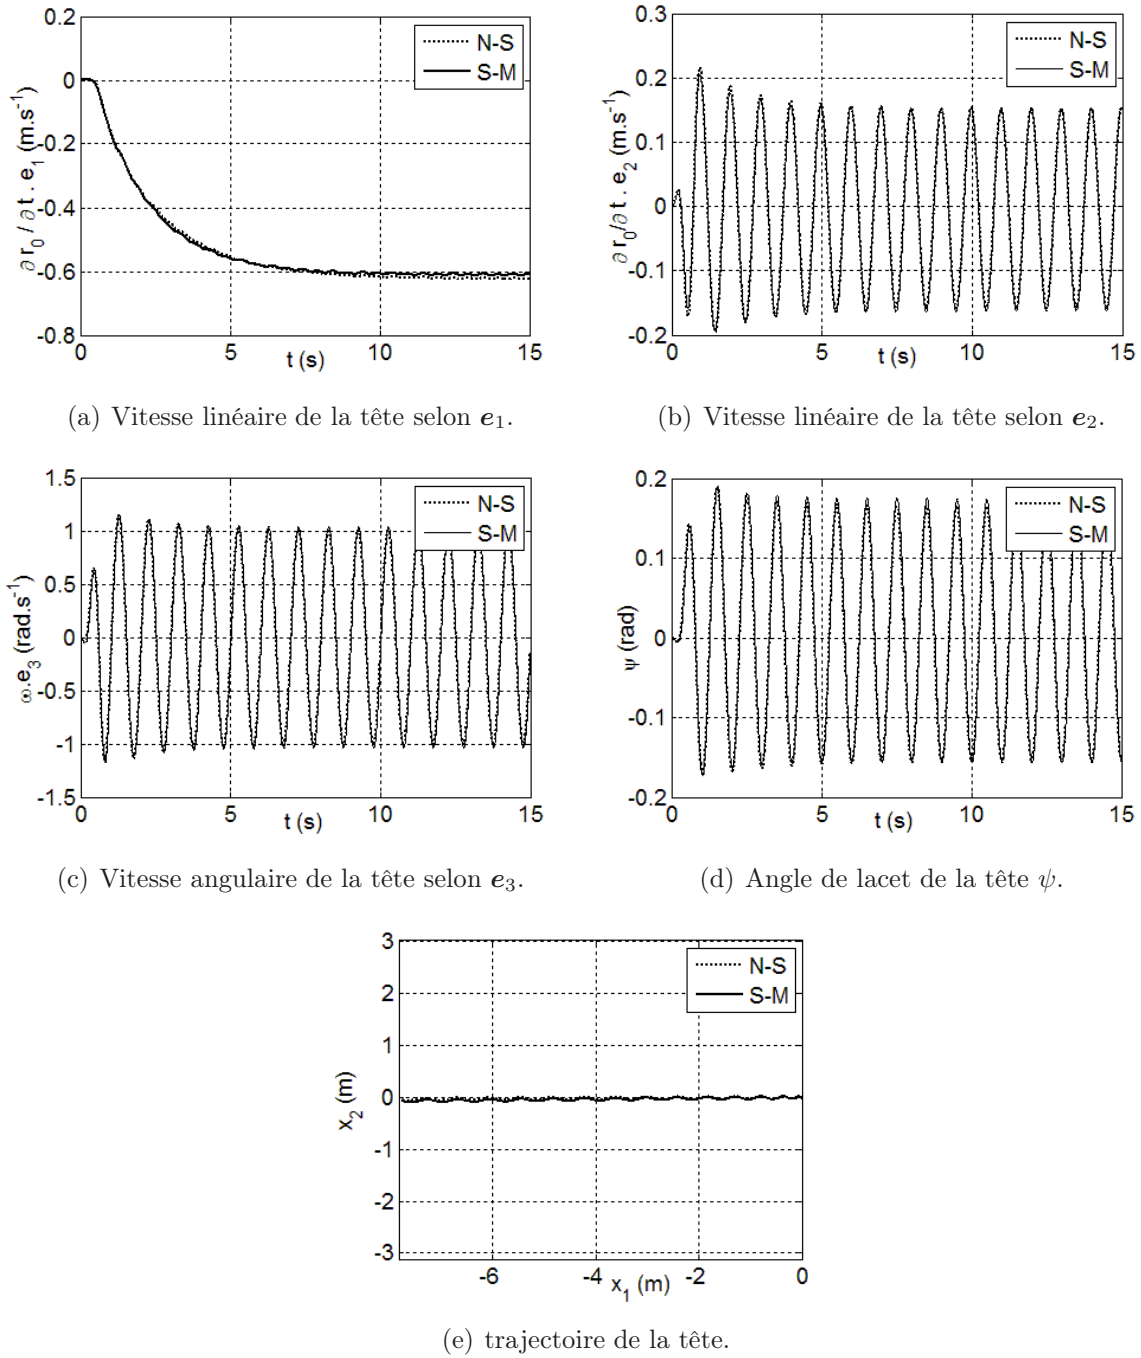 0.2
0
-0.2
-0.4
-0.6
-0.8
0 5 10 15
t (s)
∂ r₀ / ∂ t . e₁ (m.s⁻¹)
N-S
S-M
(a) Vitesse linéaire de la tête selon e₁.
0.3
0.2
0.1
0
-0.1
-0.2
0 5 10 15
t (s)
∂ r₀/∂ t . e₂ (m.s⁻¹)
N-S
S-M
(b) Vitesse linéaire de la tête selon e₂.
1.5
1
0.5
0
-0.5
-1
-1.5
0 5 10 15
t (s)
ω.e₃ (rad.s⁻¹)
N-S
S-M
(c) Vitesse angulaire de la tête selon e₃.
0.2
0.1
0
-0.1
-0.2
0 5 10 15
t (s)
ψ (rad)
N-S
S-M
(d) Angle de lacet de la tête ψ.
3
2
1
0
-1
-2
-3
-6 -4 -2 0
x₁ (m)
x₂ (m)
N-S
S-M
(e) trajectoire de la tête.